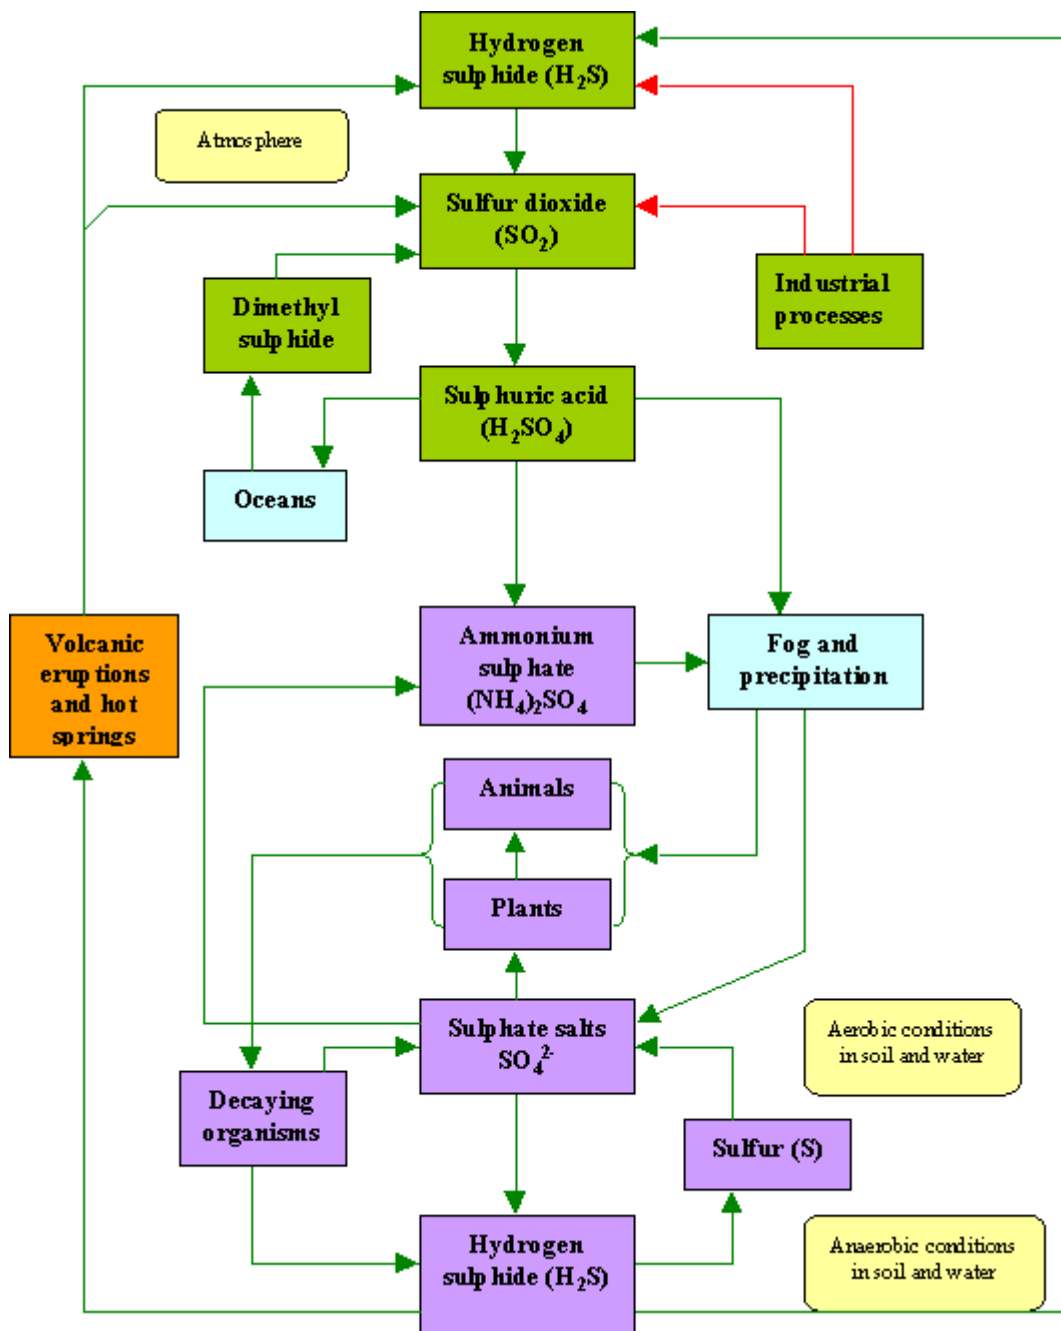 Hydrogen
sulphide (H₂S)
Atmosphere
Sulfur dioxide
(SO₂)
Dimethyl
sulphide
Industrial
processes
Sulphuric acid
(H₂SO₄)
Oceans
Volcanic
eruptions
and hot
springs
Ammonium
sulphate
(NH₄)₂SO₄
Fog and
precipitation
Animals
Plants
Sulphate salts
SO₄²⁻
Aerobic conditions
in soil and water
Decaying
organisms
Sulfur (S)
Hydrogen
sulphide (H₂S)
Anaerobic conditions
in soil and water